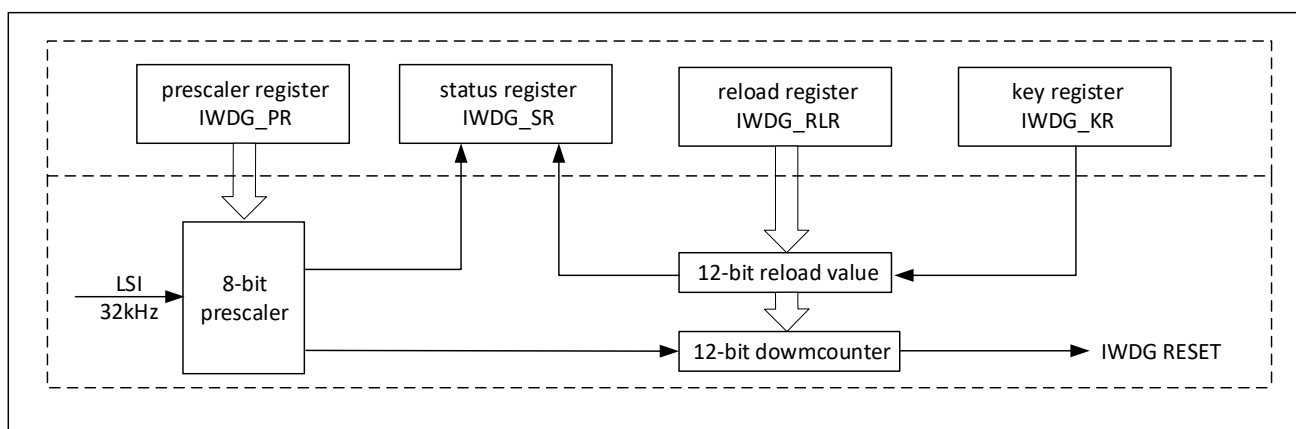 prescaler register
IWDG_PR
status register
IWDG_SR
reload register
IWDG_RLR
key register
IWDG_KR
LSI
32kHz
8-bit
prescaler
12-bit reload value
12-bit dowmcounter
IWDG RESET